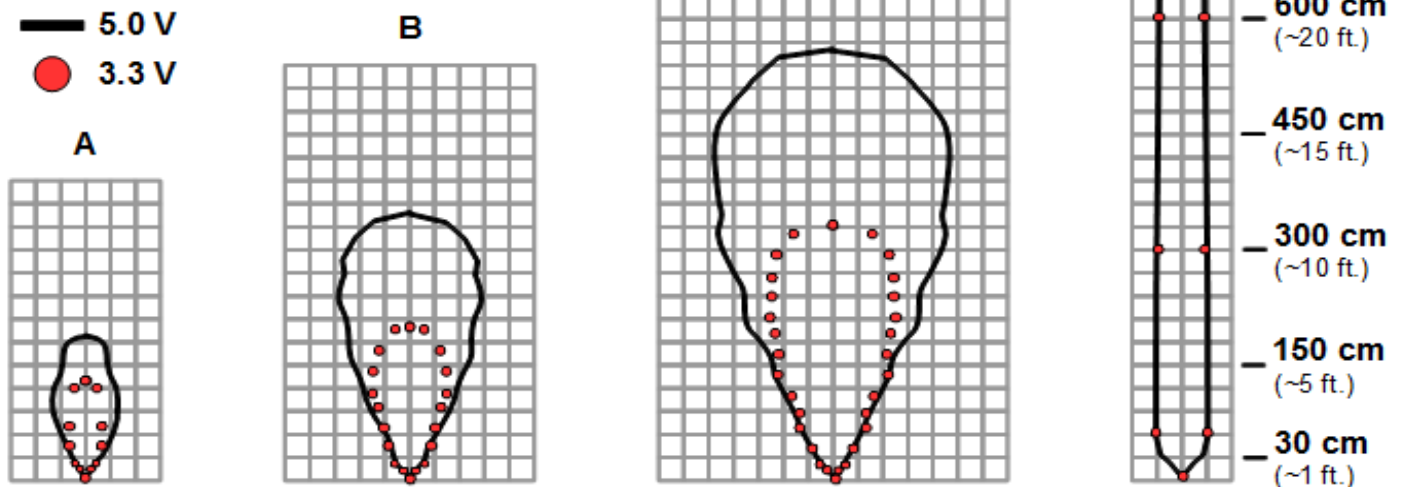 5.0 V
3.3 V
A
B
600 cm
(~20 ft.)
450 cm
(~15 ft.)
300 cm
(~10 ft.)
150 cm
(~5 ft.)
30 cm
(~1 ft.)